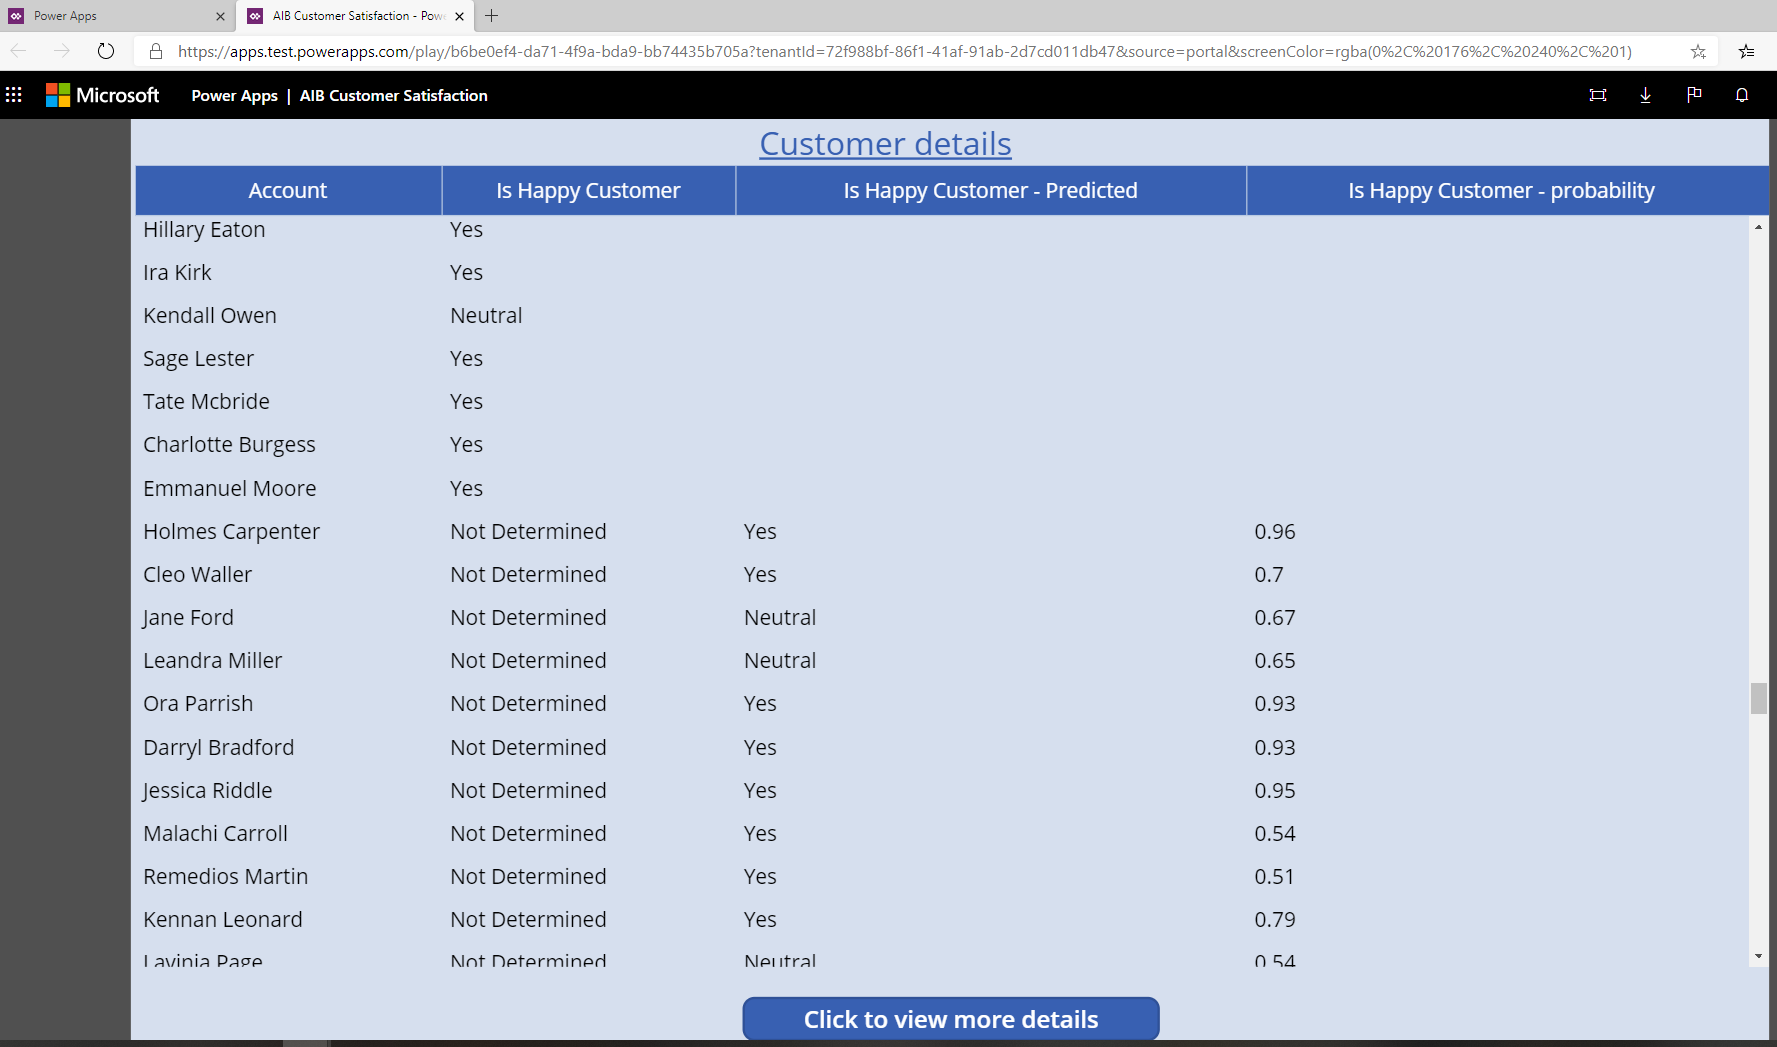 Power Apps
AIB Customer Satisfaction - Pow
https://apps.test.powerapps.com/play/b6be0ef4-da71-4f9a-bda9-bb74435b705a?tenantId=72f988bf-86f1-41af-91ab-2d7cd011db47&source=portal&screenColor=rgba(0%2C%20176%2C%20240%2C%201)
Microsoft Power Apps | AIB Customer Satisfaction
Customer details
Account Is Happy Customer Is Happy Customer - Predicted Is Happy Customer - probability
Hillary Eaton Yes
Ira Kirk Yes
Kendall Owen Neutral
Sage Lester Yes
Tate Mcbride Yes
Charlotte Burgess Yes
Emmanuel Moore Yes
Holmes Carpenter Not Determined Yes 0.96
Cleo Waller Not Determined Yes 0.7
Jane Ford Not Determined Neutral 0.67
Leandra Miller Not Determined Neutral 0.65
Ora Parrish Not Determined Yes 0.93
Darryl Bradford Not Determined Yes 0.93
Jessica Riddle Not Determined Yes 0.95
Malachi Carroll Not Determined Yes 0.54
Remedios Martin Not Determined Yes 0.51
Kennan Leonard Not Determined Yes 0.79
Lavinia Page Not Determined Neutral 0.54
Click to view more details